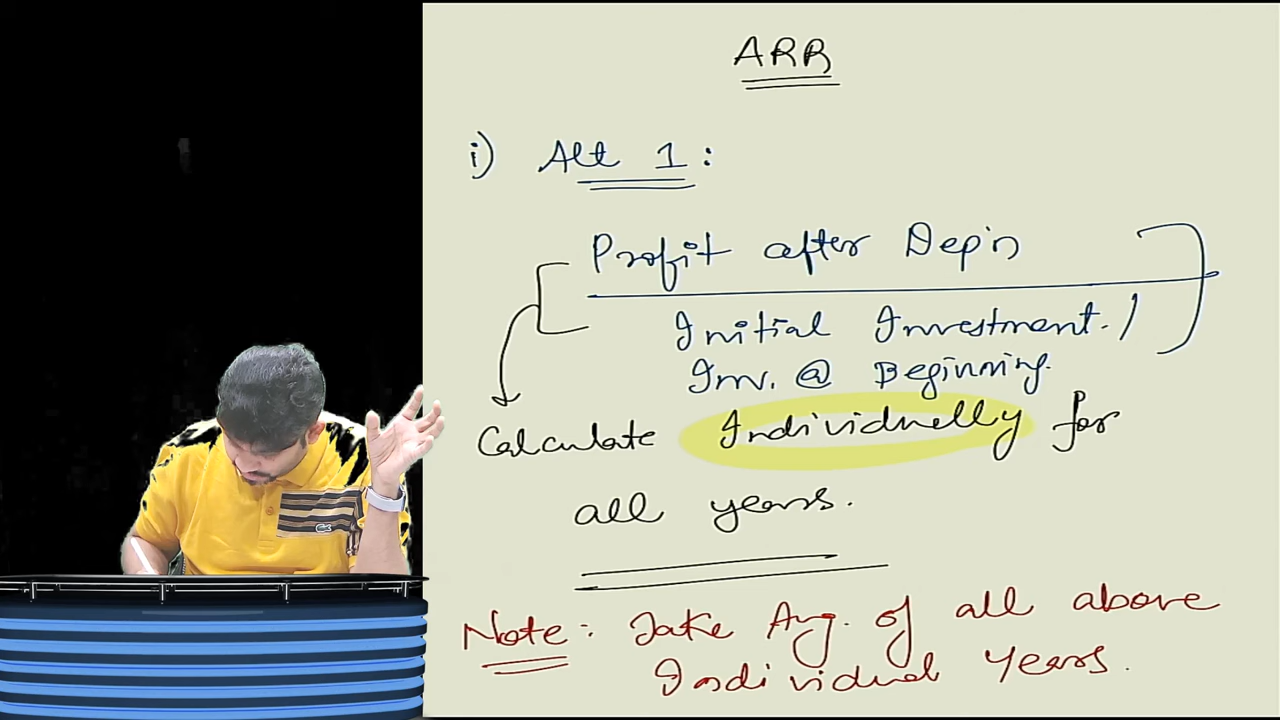 ARR
i) Alt 1:
Profit after Dep'n
Initial Investment. /
Inv. @ Beginning.
Calculate Individually for
all years.
Note: Take Avg. of all above
Individual Years.